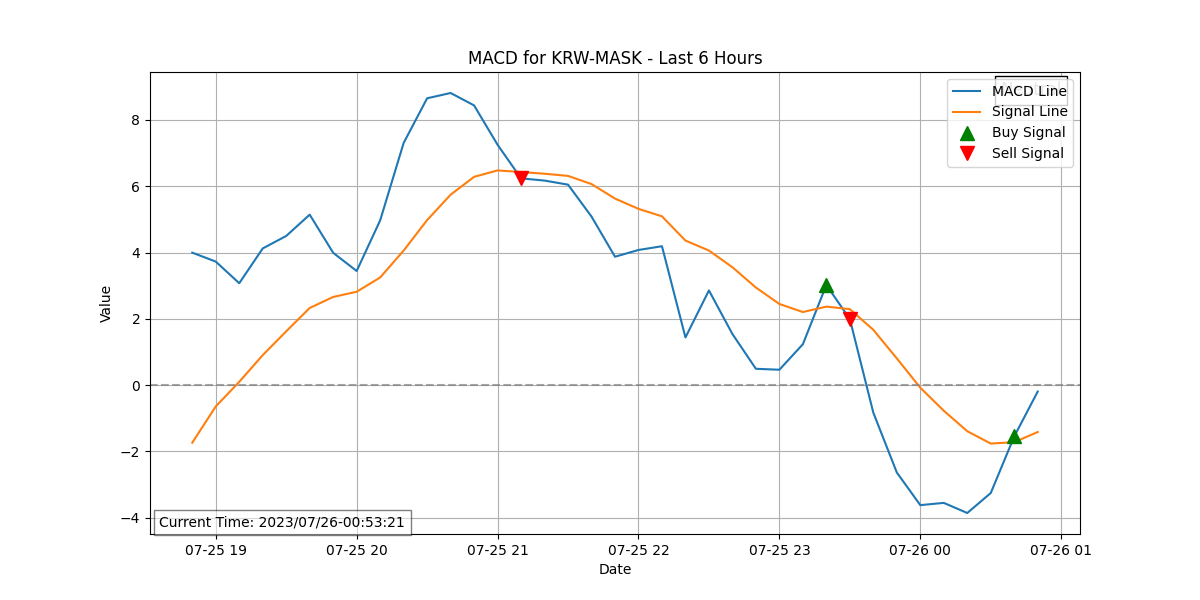 MACD for KRW-MASK - Last 6 Hours
MACD Line
Signal Line
Buy Signal
Sell Signal
Value
8
6
4
2
0
−2
−4
Current Time: 2023/07/26-00:53:21
07-25 19
07-25 20
07-25 21
07-25 22
07-25 23
07-26 00
07-26 01
Date